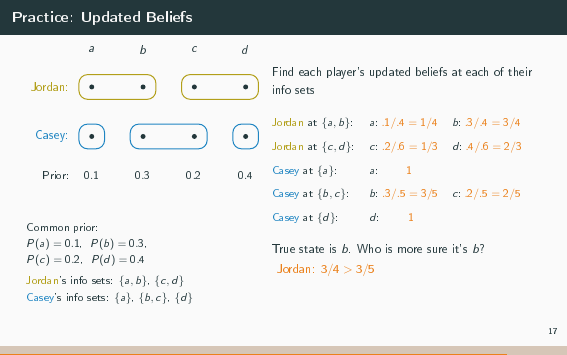 Practice: Updated Beliefs
a b c d
Jordan:
Casey:
Prior: 0.1 0.3 0.2 0.4
Common prior:
P(a) = 0.1, P(b) = 0.3,
P(c) = 0.2, P(d) = 0.4
Jordan's info sets: {a, b}, {c, d}
Casey's info sets: {a}, {b, c}, {d}
Find each player's updated beliefs at each of their
info sets
Jordan at {a, b}: a: .1/.4 = 1/4 b: .3/.4 = 3/4
Jordan at {c, d}: c: .2/.6 = 1/3 d: .4/.6 = 2/3
Casey at {a}: a: 1
Casey at {b, c}: b: .3/.5 = 3/5 c: .2/.5 = 2/5
Casey at {d}: d: 1
True state is b. Who is more sure it's b?
Jordan: 3/4 > 3/5
17